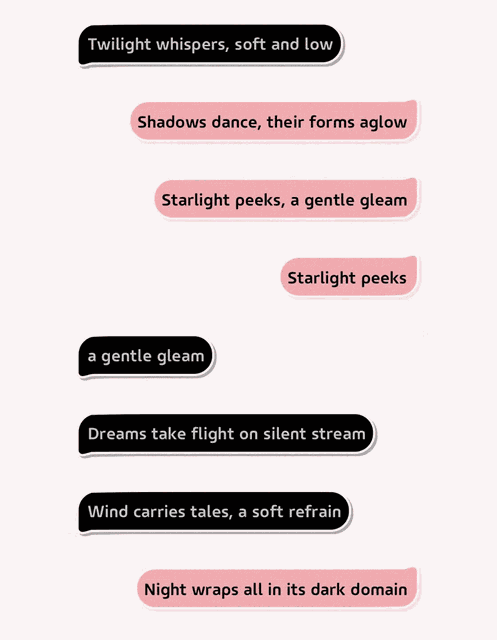 Twilight whispers, soft and low
Shadows dance, their forms aglow
Starlight peeks, a gentle gleam
Starlight peeks
a gentle gleam
Dreams take flight on silent stream
Wind carries tales, a soft refrain
Night wraps all in its dark domain